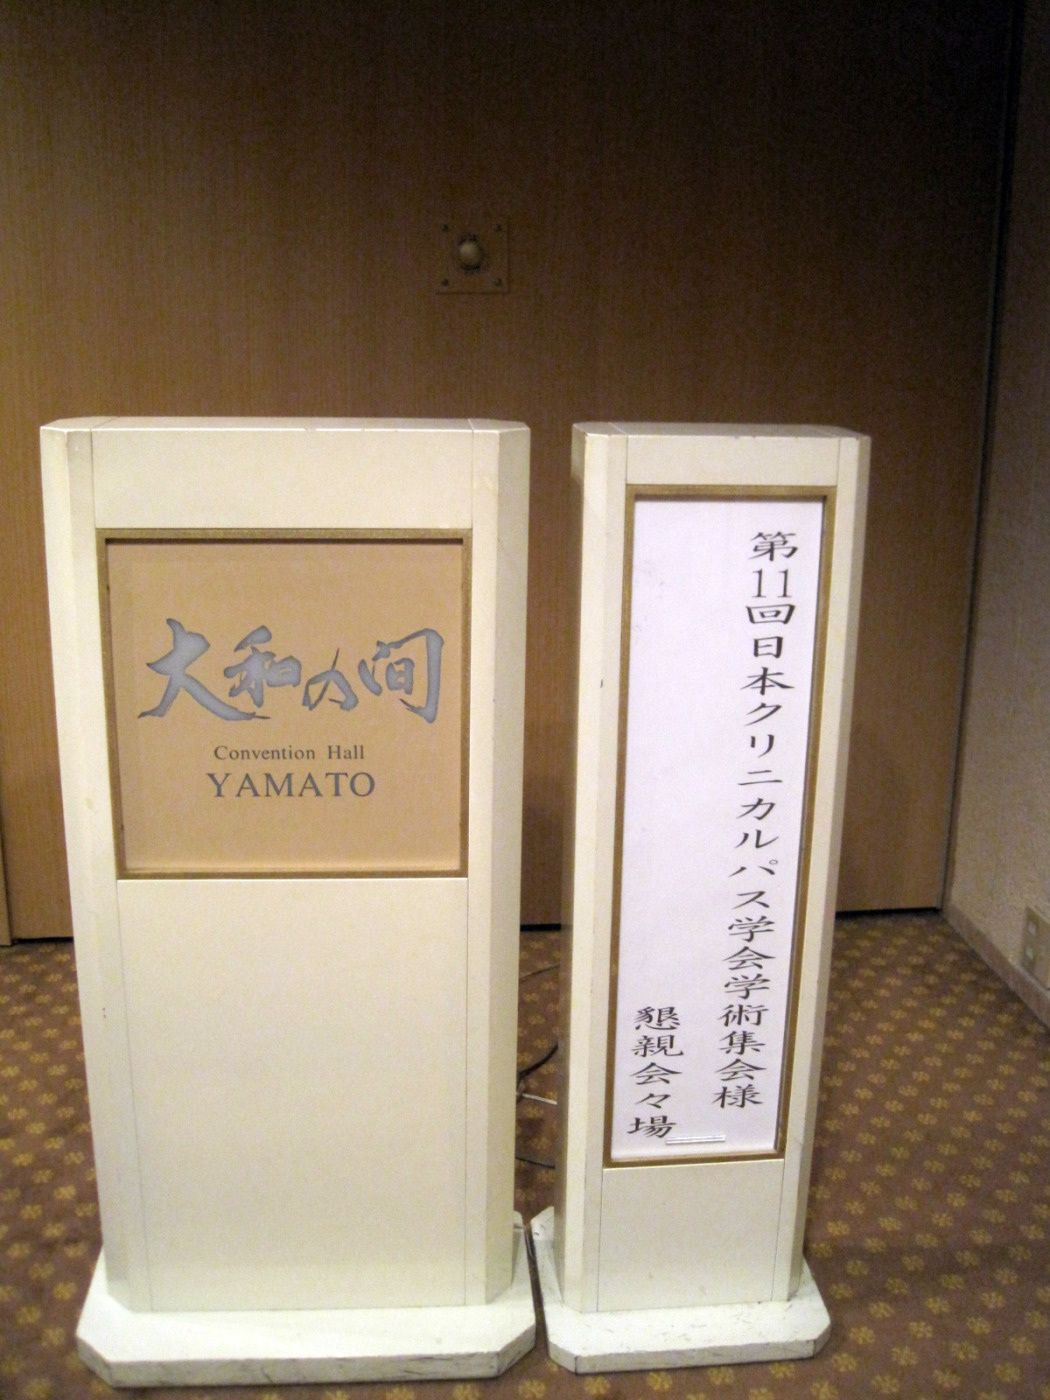 大和の間
Convention Hall
YAMATO
第11回日本クリニカルパス学会学術集会様
懇親会々場